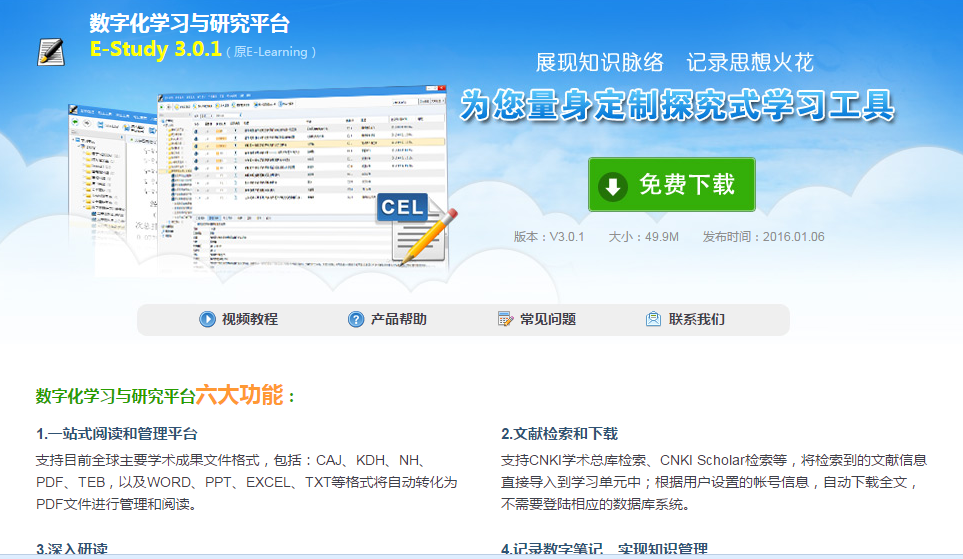 数字化学习与研究平台
E-Study 3.0.1 ( 原E-Learning )
展现知识脉络 记录思想火花
为您量身定制探究式学习工具
CEL
免费下载
版本：V3.0.1 大小：49.9M 发布时间：2016.01.06
视频教程 产品帮助 常见问题 联系我们
数字化学习与研究平台六大功能：
1.一站式阅读和管理平台
支持目前全球主要学术成果文件格式，包括：CAJ、KDH、NH、
PDF、TEB，以及WORD、PPT、EXCEL、TXT等格式将自动转化为
PDF文件进行管理和阅读。
2.文献检索和下载
支持CNKI学术总库检索、CNKI Scholar检索等，将检索到的文献信息
直接导入到学习单元中；根据用户设置的帐号信息，自动下载全文，
不需要登陆相应的数据库系统。
3.深入研读
4.记录数字笔记，实现知识管理